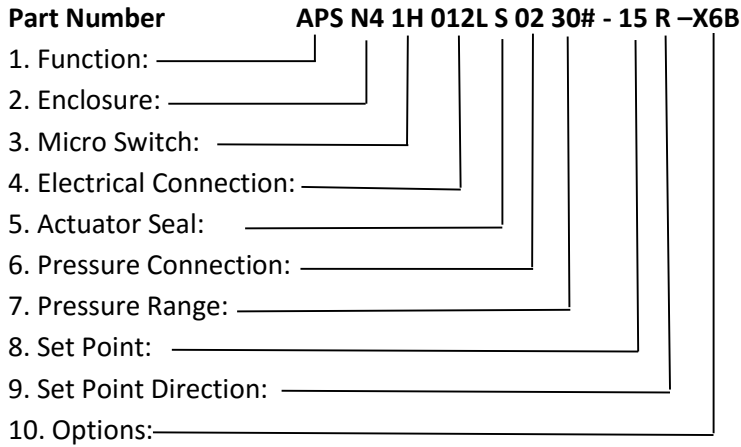 Part Number APS N4 1H 012L S 02 30# - 15 R –X6B
1. Function:
2. Enclosure:
3. Micro Switch:
4. Electrical Connection:
5. Actuator Seal:
6. Pressure Connection:
7. Pressure Range:
8. Set Point:
9. Set Point Direction:
10. Options: